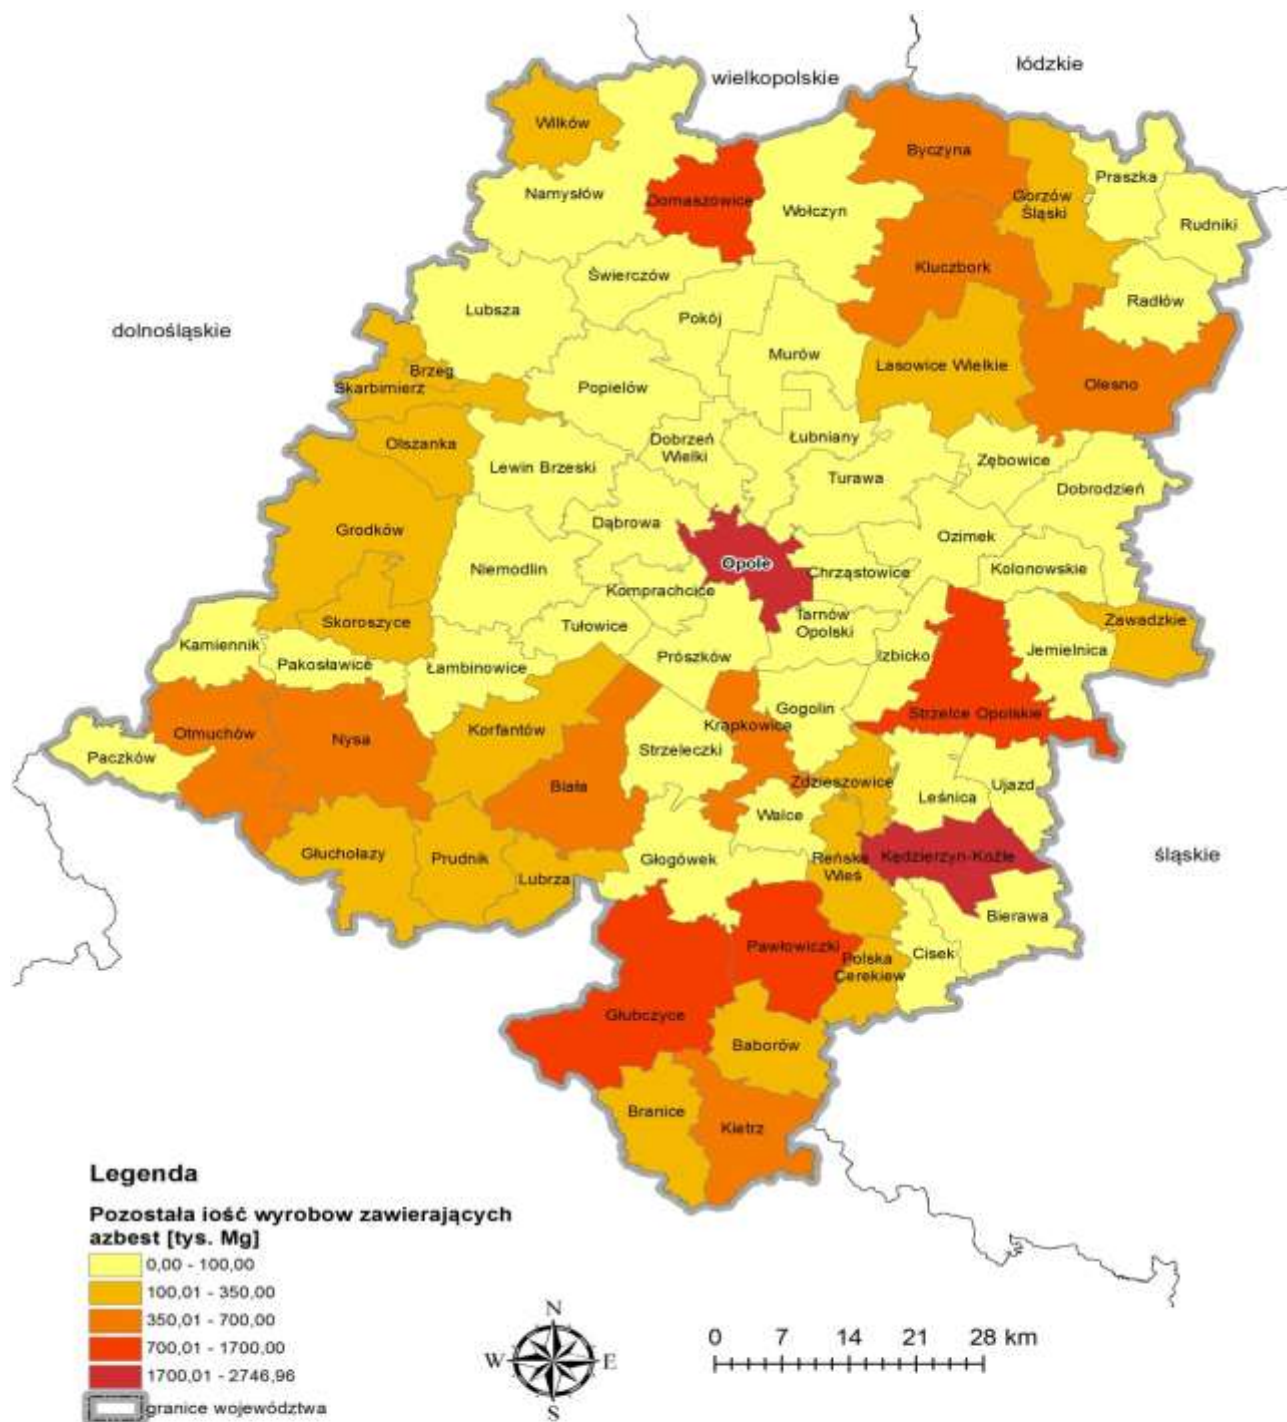 łódzkie
wielkopolskie
Wilków
Byczyna
Praszka
Namysłów
Domaszowice
Gorzów
Śląski
Wołczyn
Rudniki
Świerczów
Kluczbork
Radłów
Lubsza
Pokój
dolnośląskie
Murów
Lasowice Wielkie
Brzeg
Skarbimierz
Popielów
Olesno
Olszanka
Dobrzeń
Wielki
Łubniany
Lewin Brzeski
Zębowice
Turawa
Dobrodzień
Grodków
Dąbrowa
Ozimek
Opole
Niemodlin
Chrząstowice
Kolonowskie
Komprachcice
Skoroszyce
Tułowice
Tarnów
Opolski
Zawadzkie
Kamiennik
Pakosławice
Łambinowice
Prószków
Izbicko
Jemielnica
Gogolin
Strzelce Opolskie
Otmuchów
Nysa
Korfantów
Krapkowice
Strzeleczki
Paczków
Biała
Zdzieszowice
Ujazd
Leśnica
Walce
Głuchołazy
Prudnik
Lubrza
Głogówek
Reńska
Wieś
Kędzierzyn-Koźle
śląskie
Bierawa
Pawłowiczki
Polska
Cerekiew
Cisek
Głubczyce
Baborów
Branice
Kietrz
Legenda
Pozostała iość wyrobow zawierających
azbest [tys. Mg]
0,00 - 100,00
100,01 - 350,00
350,01 - 700,00
700,01 - 1700,00
1700,01 - 2746,96
granice województwa
N
W E
S
0 7 14 21 28 km